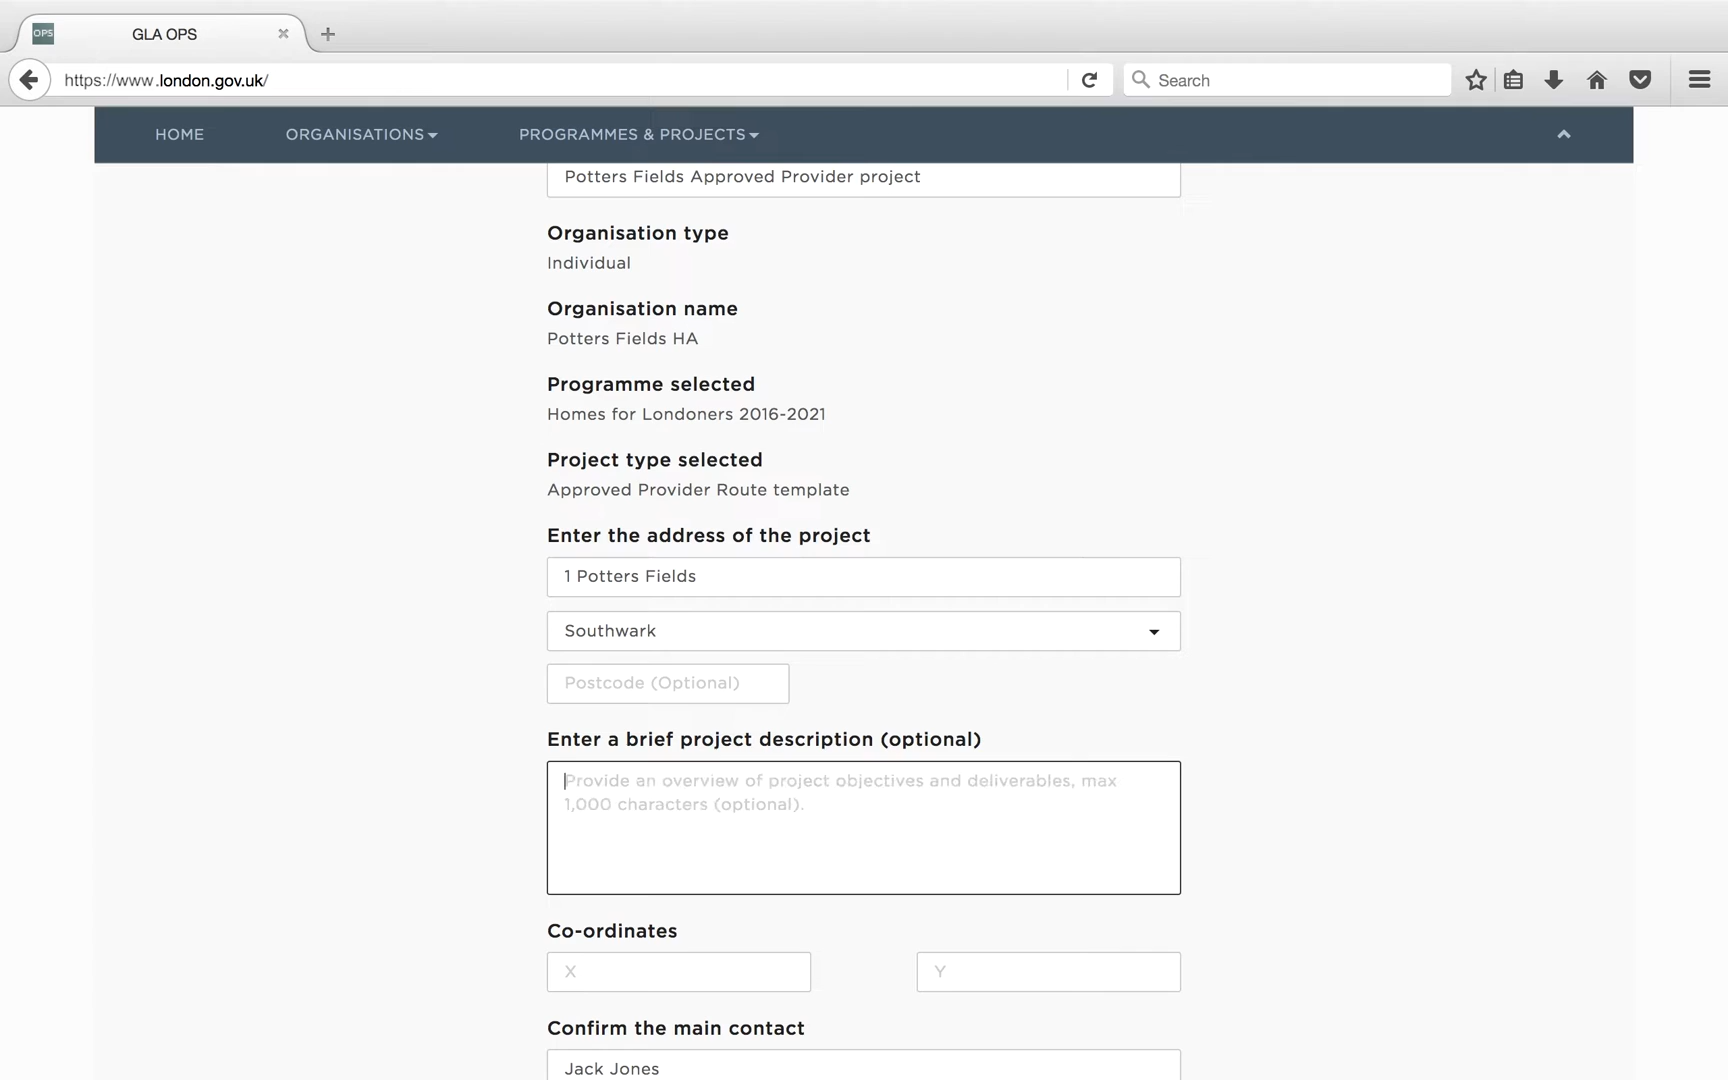 OPS
GLA OPS
https://www.london.gov.uk/
Search
HOME
ORGANISATIONS
PROGRAMMES & PROJECTS
Potters Fields Approved Provider project
Organisation type
Individual
Organisation name
Potters Fields HA
Programme selected
Homes for Londoners 2016-2021
Project type selected
Approved Provider Route template
Enter the address of the project
1 Potters Fields
Southwark
Postcode (Optional)
Enter a brief project description (optional)
Provide an overview of project objectives and deliverables, max
1,000 characters (optional).
Co-ordinates
X
Y
Confirm the main contact
Jack Jones